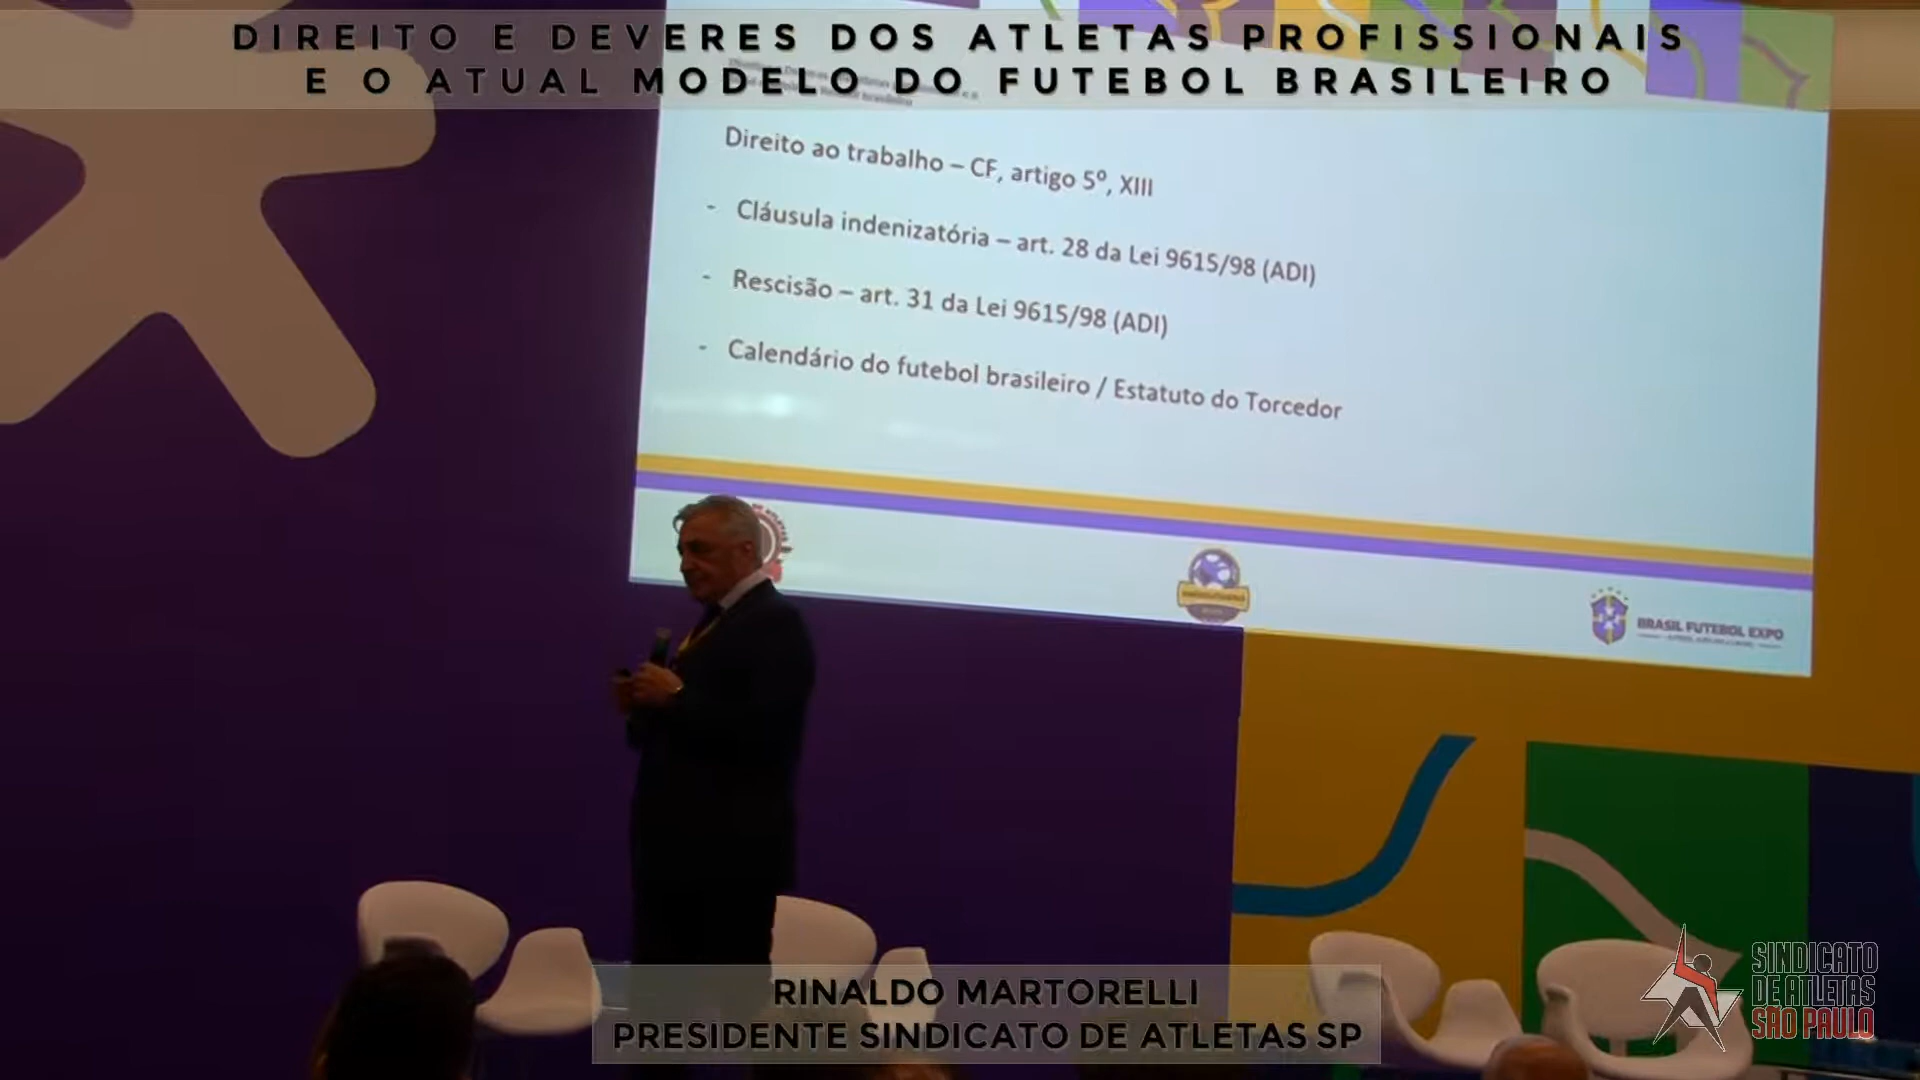 DIREITO E DEVERES DOS ATLETAS PROFISSIONAIS
E O ATUAL MODELO DO FUTEBOL BRASILEIRO
Direito ao trabalho – CF, artigo 5º, XIII
- Cláusula indenizatória – art. 28 da Lei 9615/98 (ADI)
- Rescisão – art. 31 da Lei 9615/98 (ADI)
- Calendário do futebol brasileiro / Estatuto do Torcedor
BRASIL FUTEBOL EXPO
SINDICATO
DE ATLETAS
SÃO PAULO
RINALDO MARTORELLI
PRESIDENTE SINDICATO DE ATLETAS SP